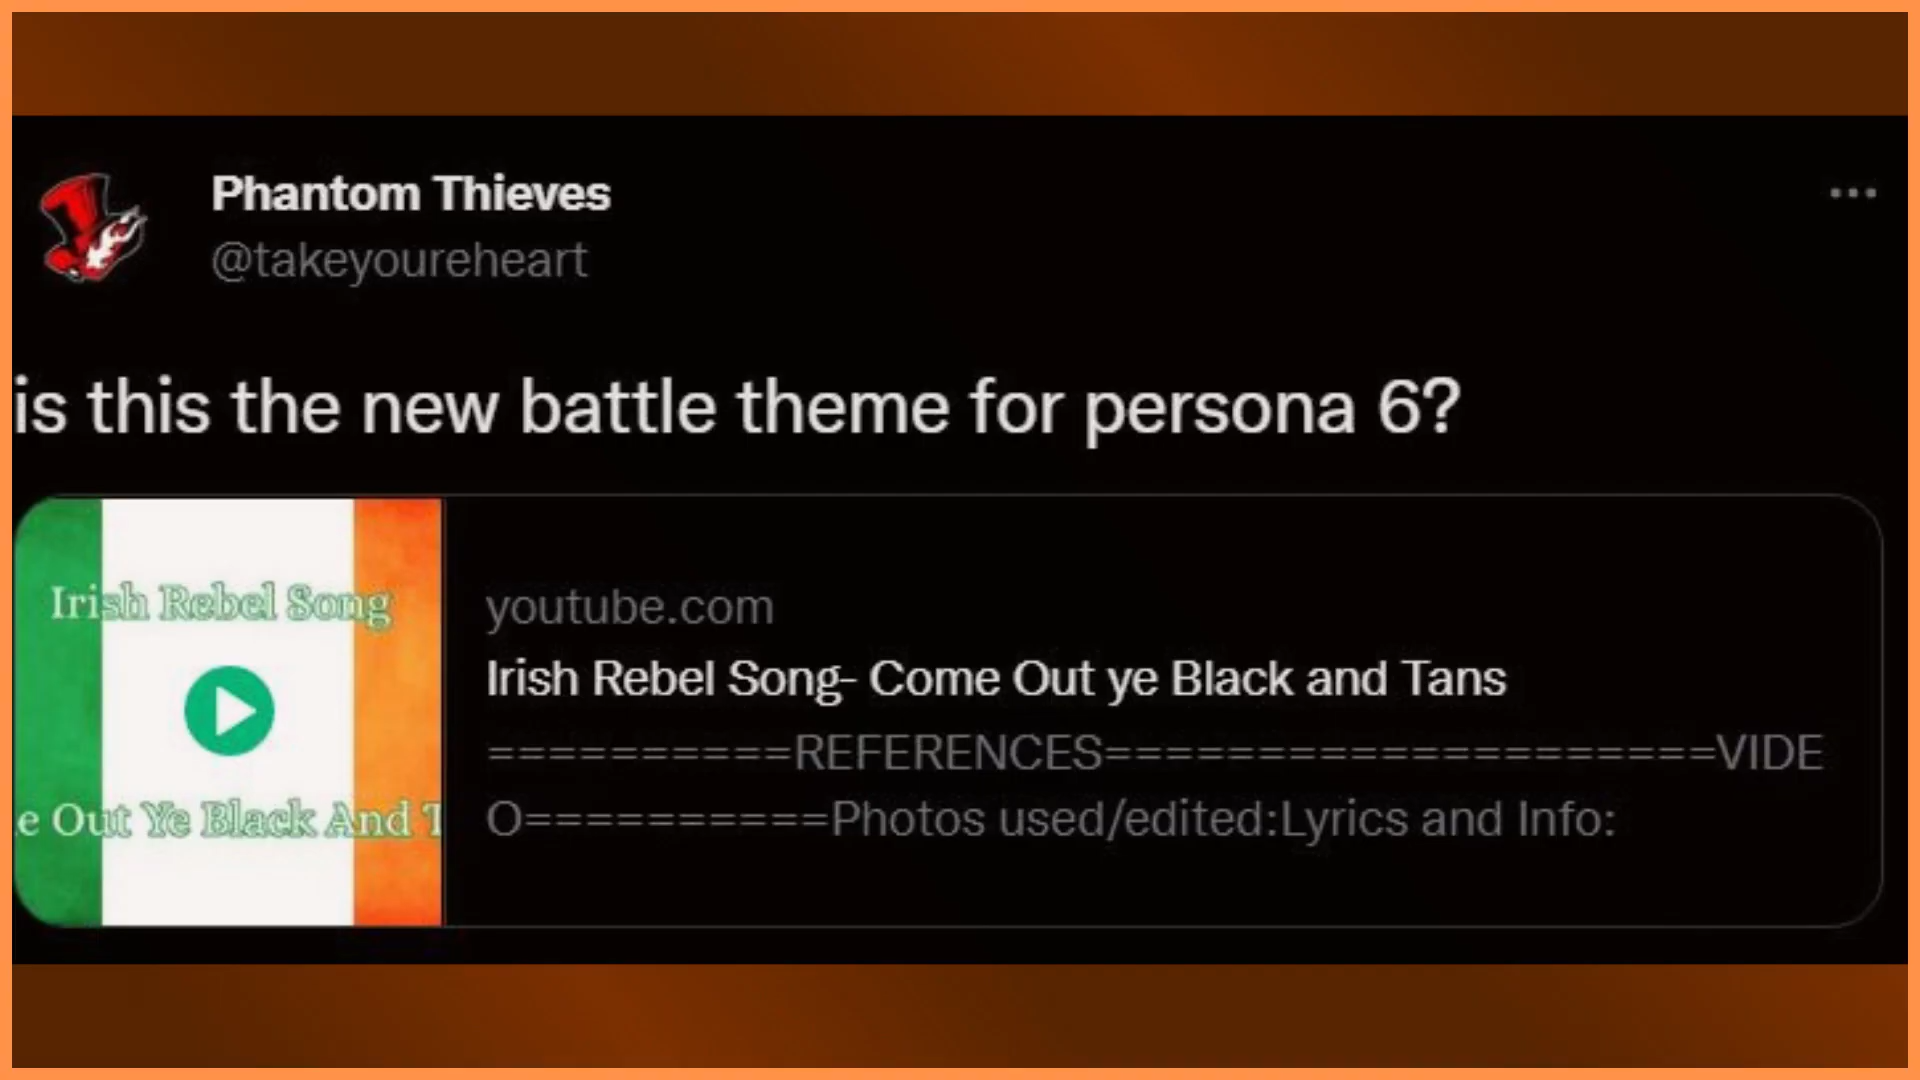 Phantom Thieves
@takeyoureheart
is this the new battle theme for persona 6?
Irish Rebel Song
e Out Ye Black And T
youtube.com
Irish Rebel Song- Come Out ye Black and Tans
==========REFERENCES====================VIDE
O==========Photos used/edited:Lyrics and Info: